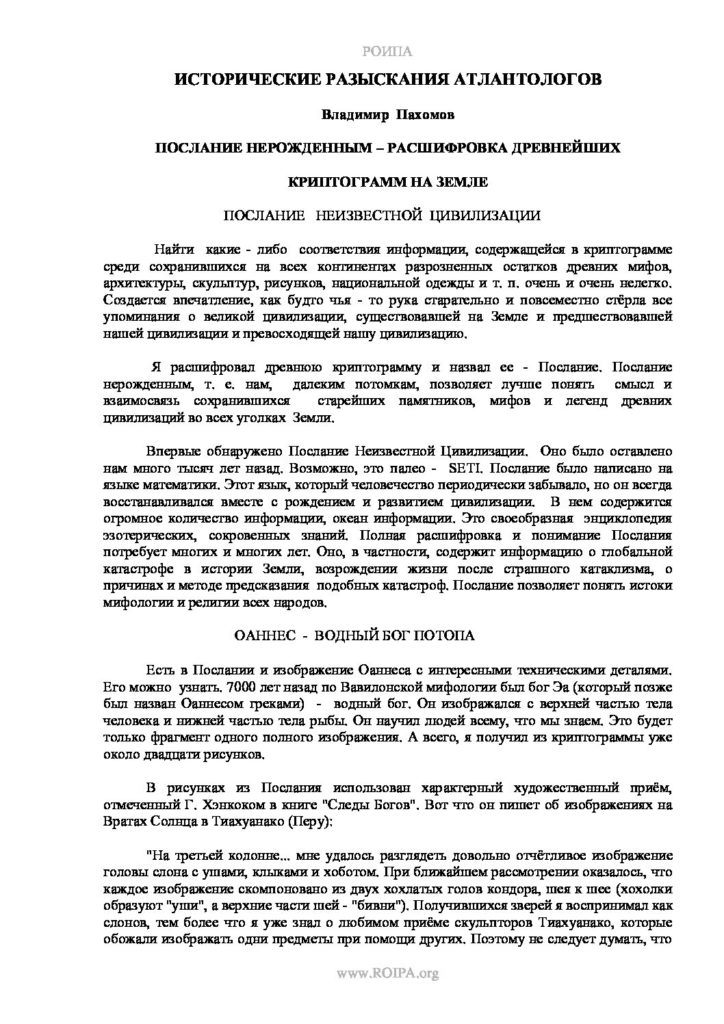 РОИПА
ИСТОРИЧЕСКИЕ РАЗЫСКАНИЯ АТЛАНТОЛОГОВ
Владимир Пахомов
ПОСЛАНИЕ НЕРОЖДЕННЫМ – РАСШИФРОВКА ДРЕВНЕЙШИХ
КРИПТОГРАММ НА ЗЕМЛЕ
ПОСЛАНИЕ НЕИЗВЕСТНОЙ ЦИВИЛИЗАЦИИ
Найти какие - либо соответствия информации, содержащейся в криптограмме
среди сохранившихся на всех континентах разрозненных остатков древних мифов,
архитектуры, скульптур, рисунков, национальной одежды и т. п. очень и очень нелегко.
Создается впечатление, как будто чья - то рука старательно и повсеместно стёрла все
упоминания о великой цивилизации, существовавшей на Земле и предшествовавшей
нашей цивилизации и превосходящей нашу цивилизацию.
Я расшифровал древнюю криптограмму и назвал ее - Послание. Послание
нерожденным, т. е. нам, далеким потомкам, позволяет лучше понять смысл и
взаимосвязь сохранившихся старейших памятников, мифов и легенд древних
цивилизаций во всех уголках Земли.
Впервые обнаружено Послание Неизвестной Цивилизации. Оно было оставлено
нам много тысяч лет назад. Возможно, это палео - SETI. Послание было написано на
языке математики. Этот язык, который человечество периодически забывало, но он всегда
восстанавливался вместе с рождением и развитием цивилизации. В нем содержится
огромное количество информации, океан информации. Это своеобразная энциклопедия
эзотерических, сокровенных знаний. Полная расшифровка и понимание Послания
потребует многих и многих лет. Оно, в частности, содержит информацию о глобальной
катастрофе в истории Земли, возрождении жизни после страшного катаклизма, о
причинах и методе предсказания подобных катастроф. Послание позволяет понять истоки
мифологии и религии всех народов.
ОАННЕС - ВОДНЫЙ БОГ ПОТОПА
Есть в Послании и изображение Оаннеса с интересными техническими деталями.
Его можно узнать. 7000 лет назад по Вавилонской мифологии был бог Эа (который позже
был назван Оаннесом греками) - водный бог. Он изображался с верхней частью тела
человека и нижней частью тела рыбы. Он научил людей всему, что мы знаем. Это будет
только фрагмент одного полного изображения. А всего, я получил из криптограммы уже
около двадцати рисунков.
В рисунках из Послания использован характерный художественный приём,
отмеченный Г. Хэнкоком в книге "Следы Богов". Вот что он пишет об изображениях на
Вратах Солнца в Тиахуанако (Перу):
"На третьей колонне... мне удалось разглядеть довольно отчётливое изображение
головы слона с ушами, клыками и хоботом. При ближайшем рассмотрении оказалось, что
каждое изображение скомпоновано из двух хохлатых голов кондора, шея к шее (хохолки
образуют "уши", а верхние части шей - "бивни"). Получившихся зверей я воспринимал как
слонов, тем более что я уже знал о любимом приёме скульпторов Тиахуанако, которые
обожали изображать одни предметы при помощи других. Поэтому не следует думать, что
www.ROIPA.org